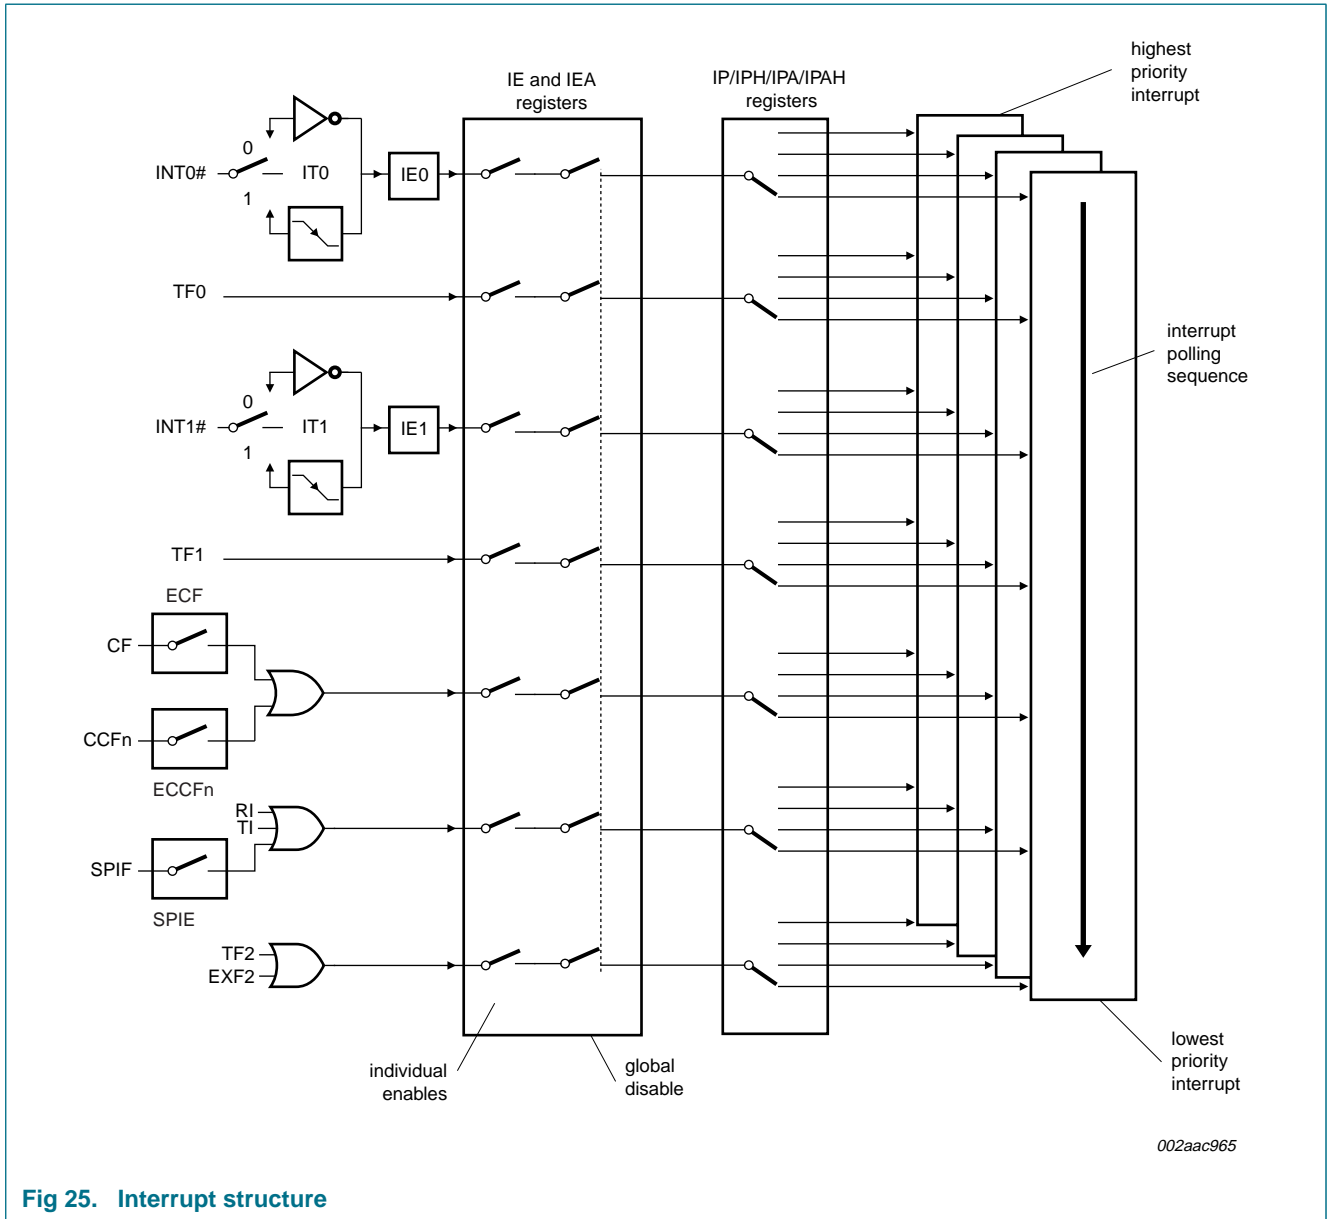 highest
priority
interrupt
IE and IEA
registers
IP/IPH/IPA/IPAH
registers
0
INT0#
IT0
IE0
1
TF0
interrupt
polling
sequence
0
INT1#
IT1
IE1
1
TF1
ECF
CF
CCFn
ECCFn
RI
TI
SPIF
SPIE
TF2
EXF2
individual
enables
global
disable
lowest
priority
interrupt
002aac965
Fig 25. Interrupt structure